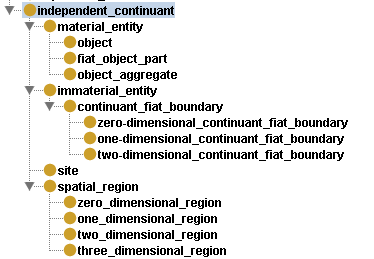 independent_continuant
material_entity
object
fiat_object_part
object_aggregate
immaterial_entity
continuant_fiat_boundary
zero-dimensional_continuant_fiat_boundary
one-dimensional_continuant_fiat_boundary
two-dimensional_continuant_fiat_boundary
site
spatial_region
zero_dimensional_region
one_dimensional_region
two_dimensional_region
three_dimensional_region